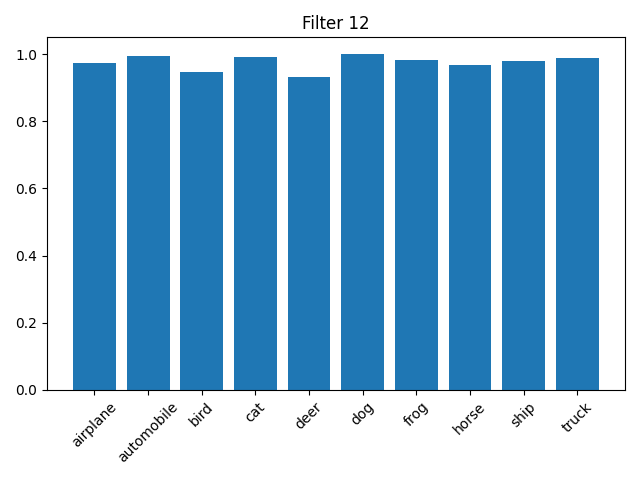 Filter 12
1.0
0.8
0.6
0.4
0.2
0.0
airplane
automobile
bird
cat
deer
dog
frog
horse
ship
truck